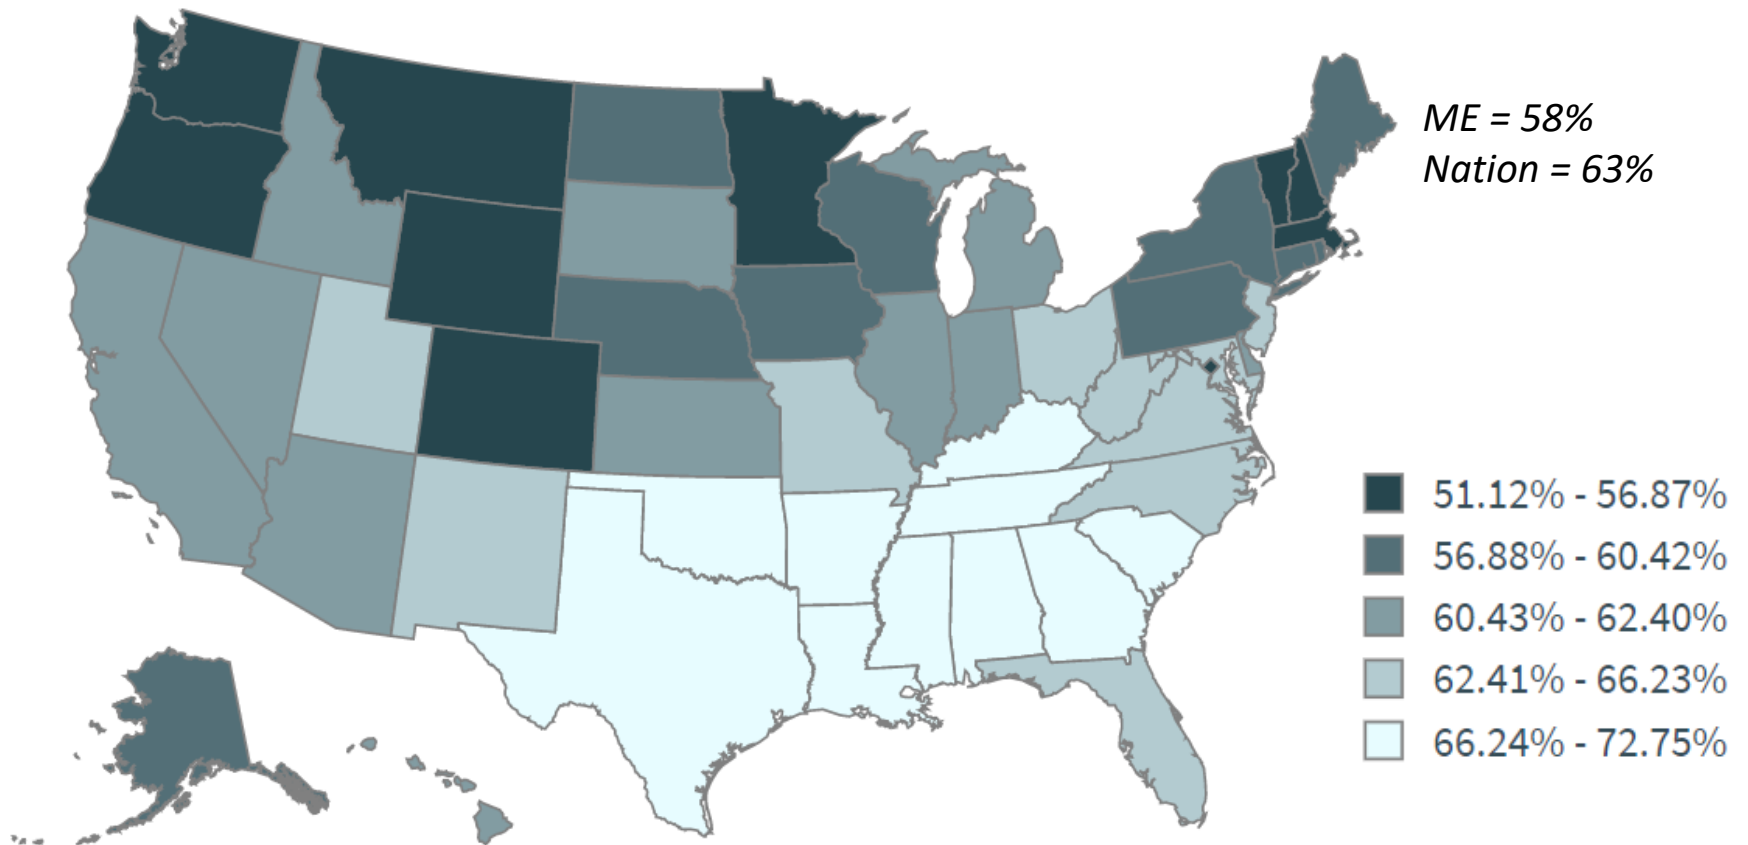 ME = 58%
Nation = 63%
51.12% - 56.87%
56.88% - 60.42%
60.43% - 62.40%
62.41% - 66.23%
66.24% - 72.75%